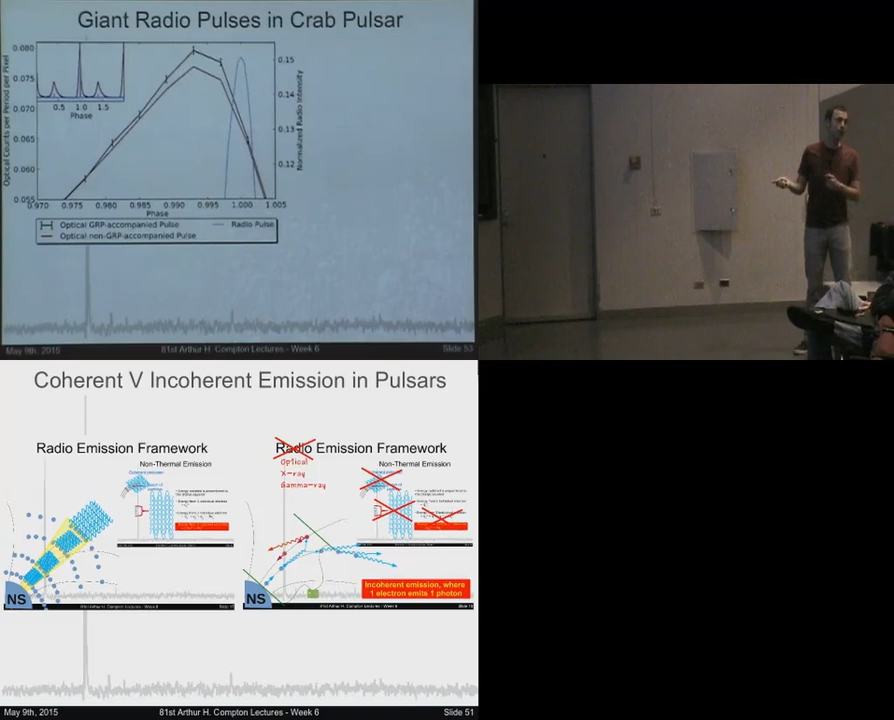 Giant Radio Pulses in Crab Pulsar
0.080
0.075
0.070
0.065
0.060
0.055
Optical Counts per Period per Pixel
0.5 1.0 1.5
Phase
0.15
0.14
0.13
0.12
Normalized Radio Intensity
0.970 0.975 0.980 0.985 0.990 0.995 1.000 1.005
Phase
Optical GRP-accompanied Pulse
Radio Pulse
Optical non-GRP-accompanied Pulse
May 9th, 2015 81st Arthur H. Compton Lectures - Week 6 Slide 53
Coherent V Incoherent Emission in Pulsars
Radio Emission Framework
Non-Thermal Emission
NS
Radio Emission Framework
Optical
X-ray
Gamma-ray
Non-Thermal Emission
NS
Incoherent emission, where
1 electron emits 1 photon
May 9th, 2015 81st Arthur H. Compton Lectures - Week 6 Slide 51